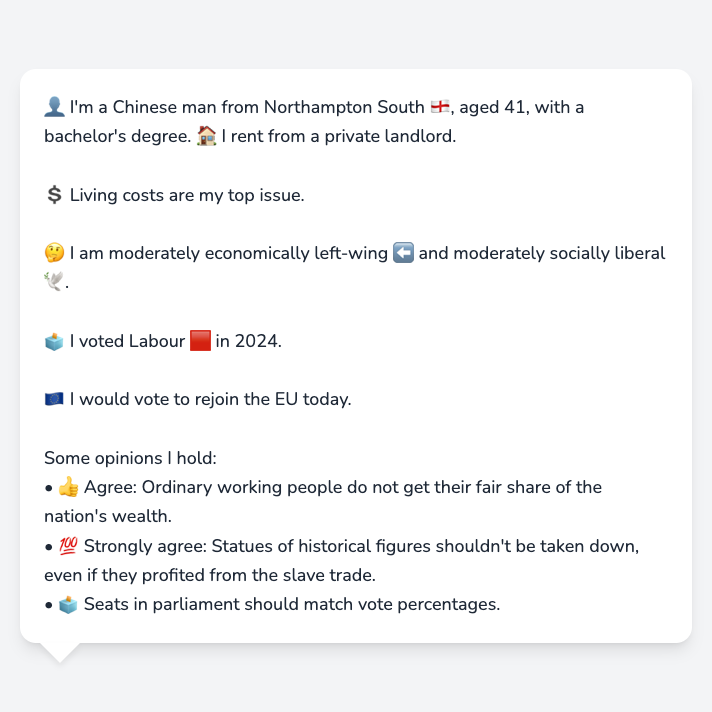 👤 I'm a Chinese man from Northampton South 🏴󠁧󠁢󠁥󠁮󠁧󠁿, aged 41, with a
bachelor's degree. 🏠 I rent from a private landlord.
💲 Living costs are my top issue.
🤔 I am moderately economically left-wing ⬅️ and moderately socially liberal
🕊️.
🗳️ I voted Labour 🟥 in 2024.
🇪🇺 I would vote to rejoin the EU today.
Some opinions I hold:
• 👍 Agree: Ordinary working people do not get their fair share of the
nation's wealth.
• 💯 Strongly agree: Statues of historical figures shouldn't be taken down,
even if they profited from the slave trade.
• 🗳️ Seats in parliament should match vote percentages.